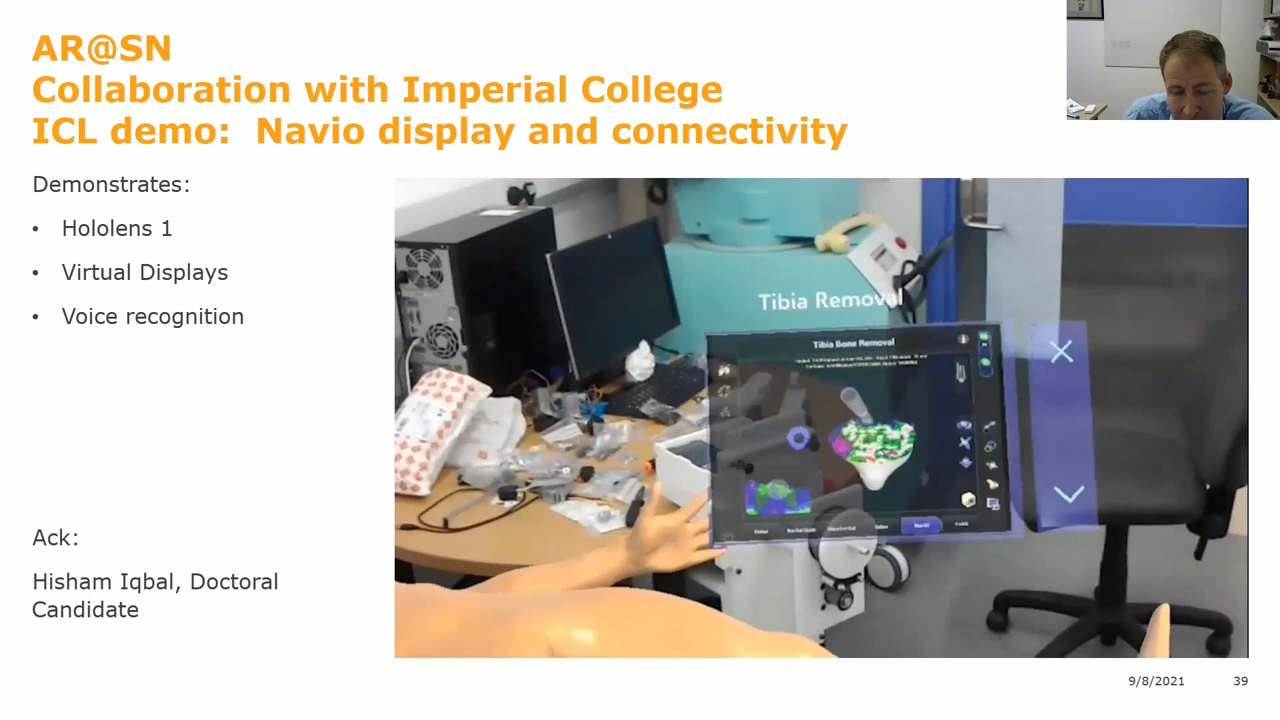 AR@SN
Collaboration with Imperial College
ICL demo:  Navio display and connectivity
Demonstrates:
• Hololens 1
• Virtual Displays
• Voice recognition
Tibia Removal
Tibia Bone Removal
Ack:
Hisham Iqbal, Doctoral
Candidate
9/8/2021
39